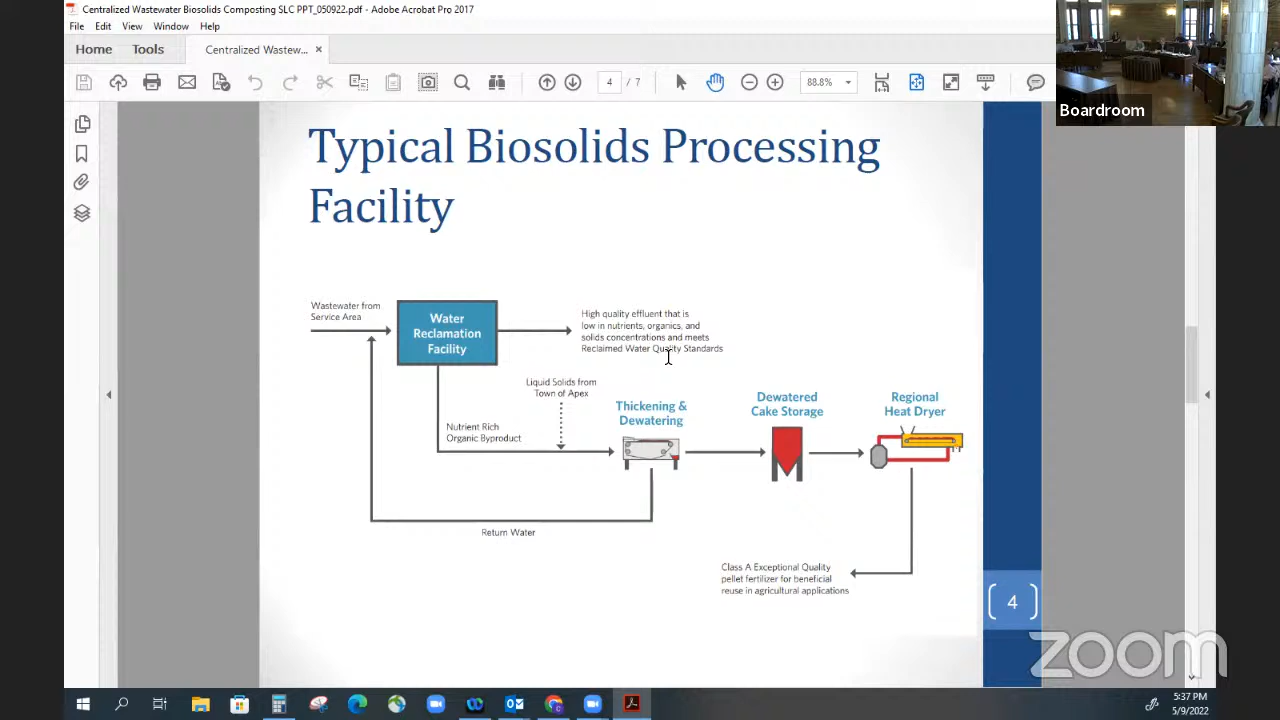 Centralized Wastewater Biosolids Composting SLC PPT_050922.pdf - Adobe Acrobat Pro 2017
File Edit View Window Help
Home Tools Centralized Wastew... ×
4 / 7 88.8%
Boardroom
Typical Biosolids Processing
Facility
Wastewater from
Service Area
Water
Reclamation
Facility
High quality effluent that is
low in nutrients, organics, and
solids concentrations and meets
Reclaimed Water Quality Standards
Liquid Solids from
Town of Apex
Nutrient Rich
Organic Byproduct
Thickening &
Dewatering
Dewatered
Cake Storage
Regional
Heat Dryer
Return Water
Class A Exceptional Quality
pellet fertilizer for beneficial
reuse in agricultural applications
4
zoom
5:37 PM
5/9/2022